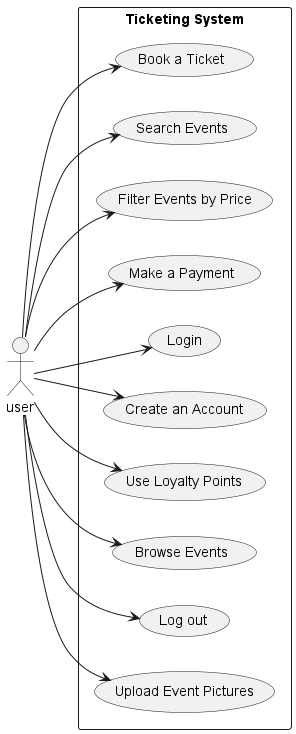 Ticketing System
Book a Ticket
Search Events
Filter Events by Price
Make a Payment
Login
Create an Account
user
Use Loyalty Points
Browse Events
Log out
Upload Event Pictures